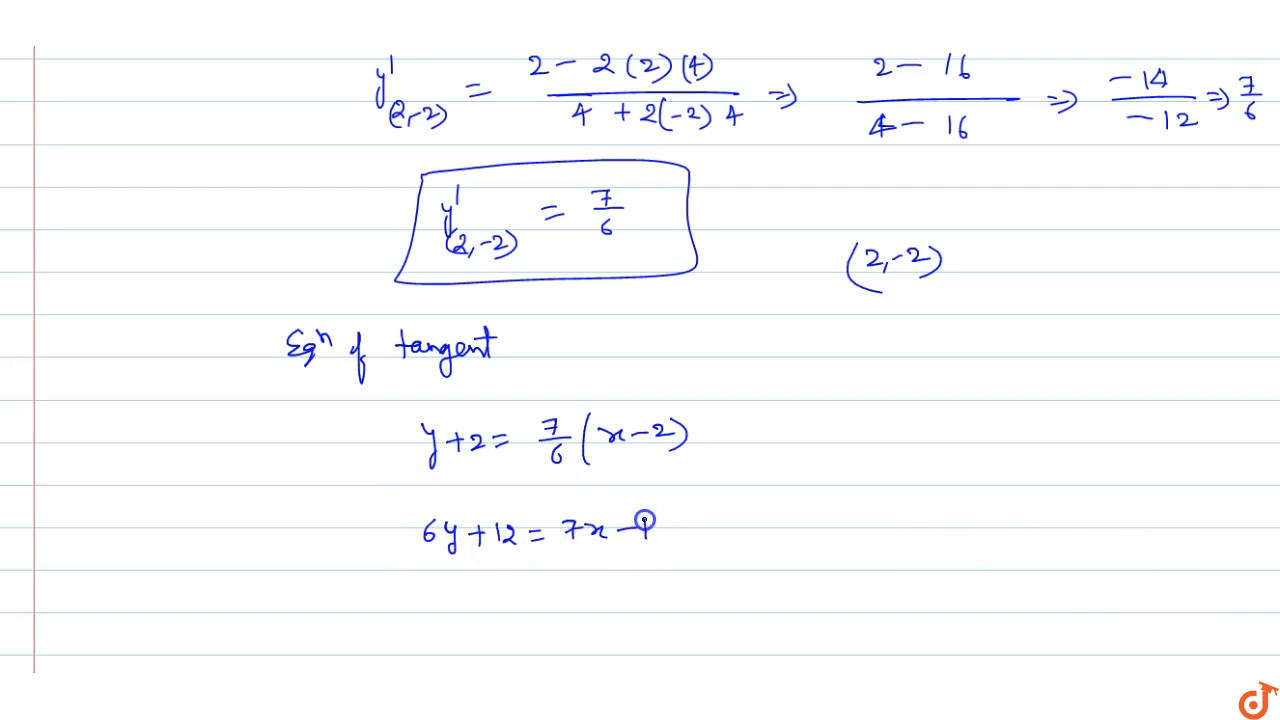 y'(2,-2) = 2 - 2(2)(4) / 4 + 2(-2)4 ⇒ 2 - 16 / 4 - 16 ⇒ -14 / -12 ⇒ 7/6
y'(2,-2) = 7/6
(2,-2)
Eqⁿ of tangent
y + 2 = 7/6 (x - 2)
6y + 12 = 7x - 1